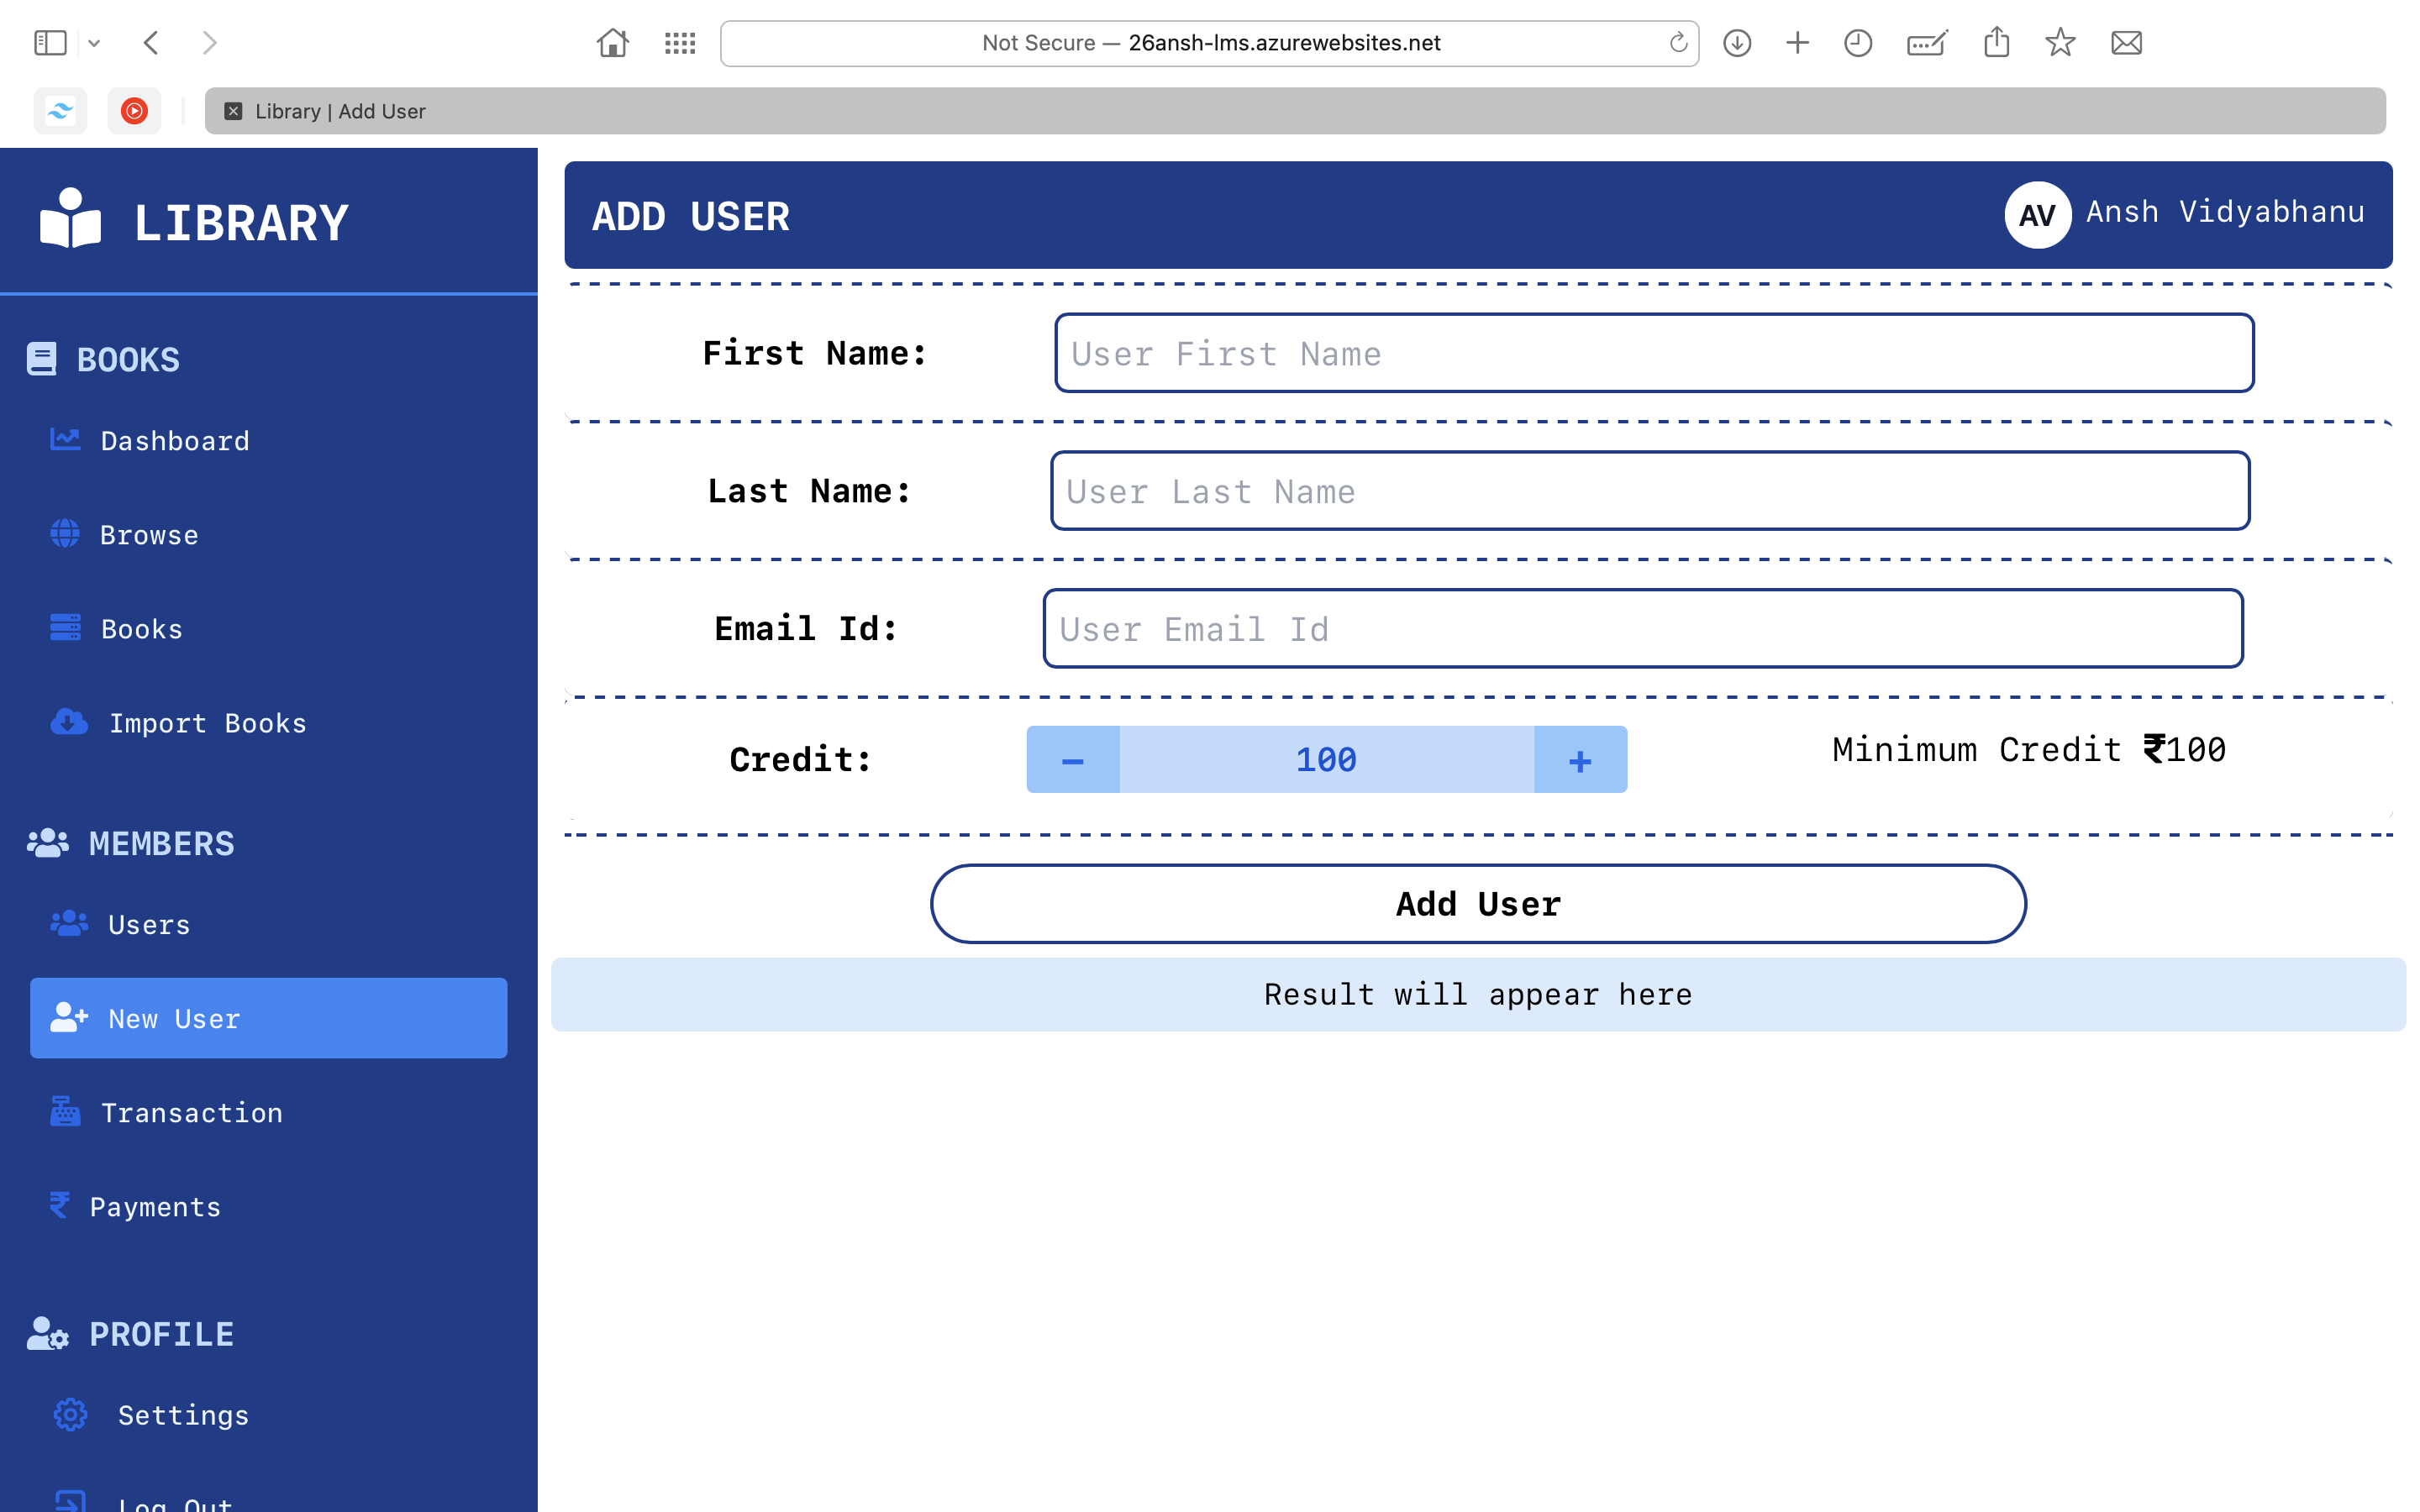 Not Secure — 26ansh-lms.azurewebsites.net
Library | Add User
LIBRARY
BOOKS
Dashboard
Browse
Books
Import Books
MEMBERS
Users
New User
Transaction
Payments
PROFILE
Settings
Log Out
ADD USER
AV Ansh Vidyabhanu
First Name: User First Name
Last Name: User Last Name
Email Id: User Email Id
Credit: − 100 + Minimum Credit ₹100
Add User
Result will appear here